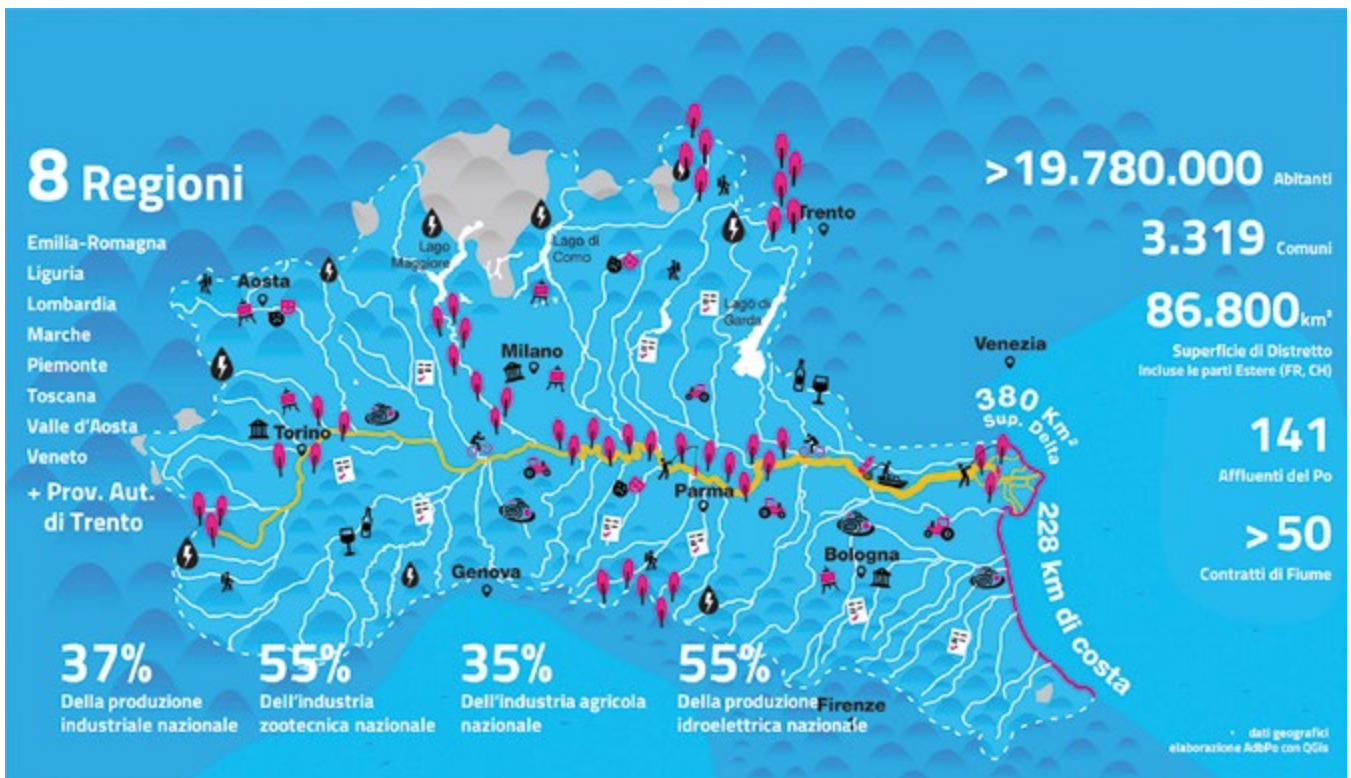 8 Regioni
Emilia-Romagna
Liguria
Lombardia
Marche
Piemonte
Toscana
Valle d'Aosta
Veneto
+ Prov. Aut.
di Trento
>19.780.000 Abitanti
3.319 Comuni
86.800 km²
Superficie di Distretto
Incluse le parti Estere (FR, CH)
141
Affluenti del Po
>50
Contratti di Fiume
Trento
Lago
Maggiore
Lago di
Como
Aosta
Lago di
Garda
Milano
Venezia
380 Km²
Sup. Delta
Torino
Parma
Bologna
Genova
228 km di costa
37%
Della produzione
industriale nazionale
55%
Dell'industria
zootecnica nazionale
35%
Dell'industria agricola
nazionale
55%
Della produzione
idroelettrica nazionale
Firenze
• dati geografici
elaborazione AdbPo con QGis